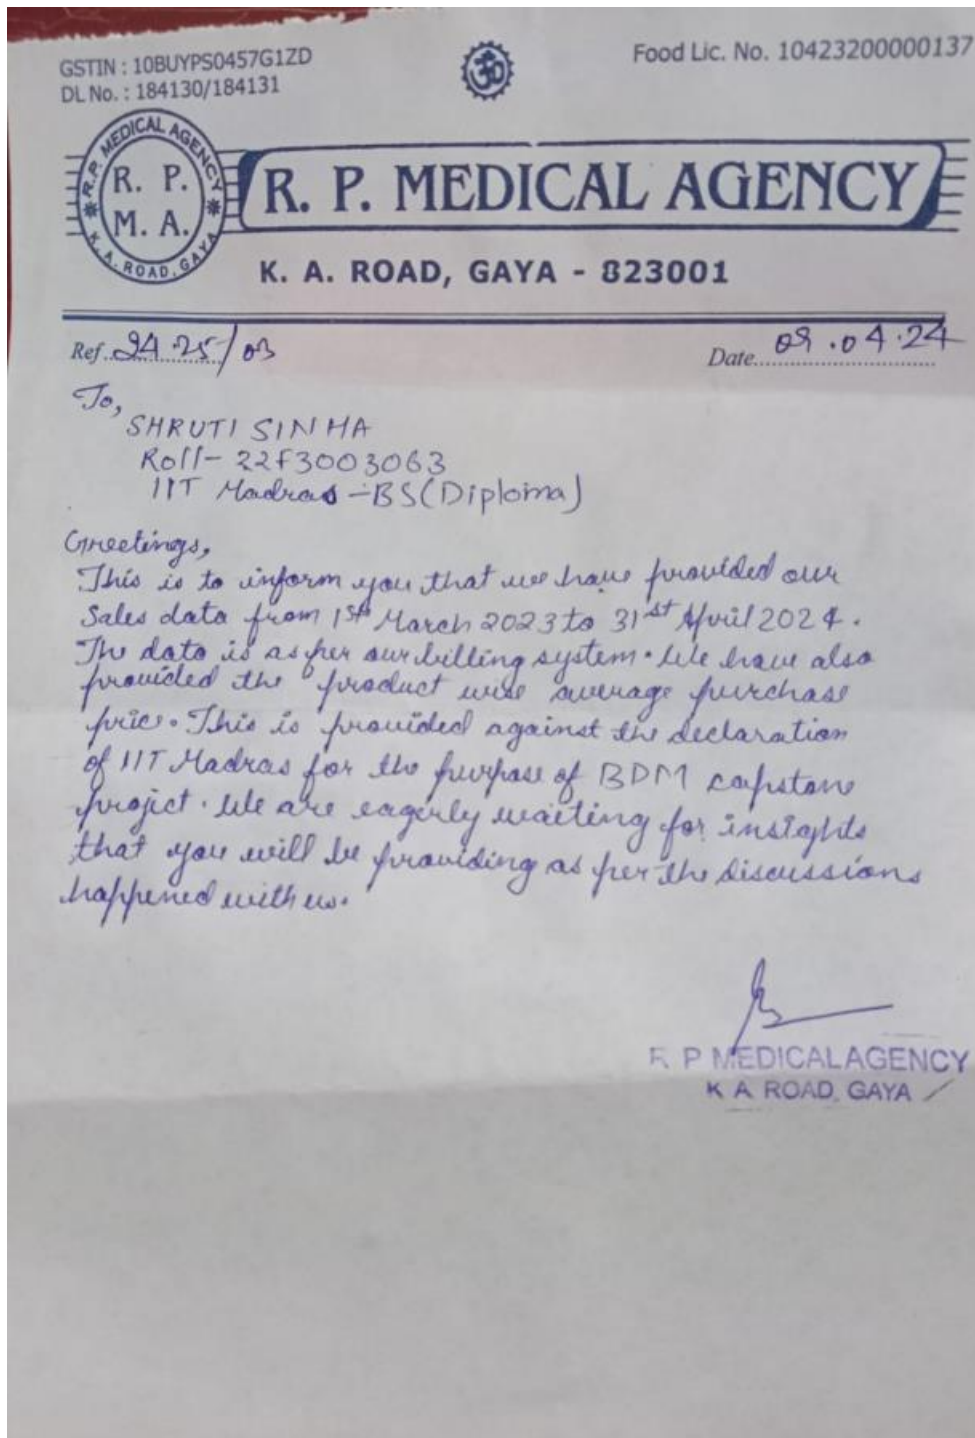 GSTIN : 10BUYPS0457G1ZD
DL No. : 184130/184131
ॐ
Food Lic. No. 10423200000137
R.P. MEDICAL AGENCY
R. P.
M. A.
K. A. ROAD, GAYA
R. P. MEDICAL AGENCY
K. A. ROAD, GAYA - 823001
Ref. 24.25/03
Date 09.04.24
To,
SHRUTI SINHA
Roll- 22F3003063
IIT Madras -BS(Diploma)
Greetings,
This is to inform you that we have provided our
Sales data from 1st March 2023 to 31st April 2024.
The data is as per our billing system. We have also
provided the product wise average purchase
price. This is provided against the declaration
of IIT Madras for the purpose of BDM capstone
project. We are eagerly waiting for insights
that you will be providing as per the discussions
happened with us.
R P MEDICAL AGENCY
K A ROAD, GAYA